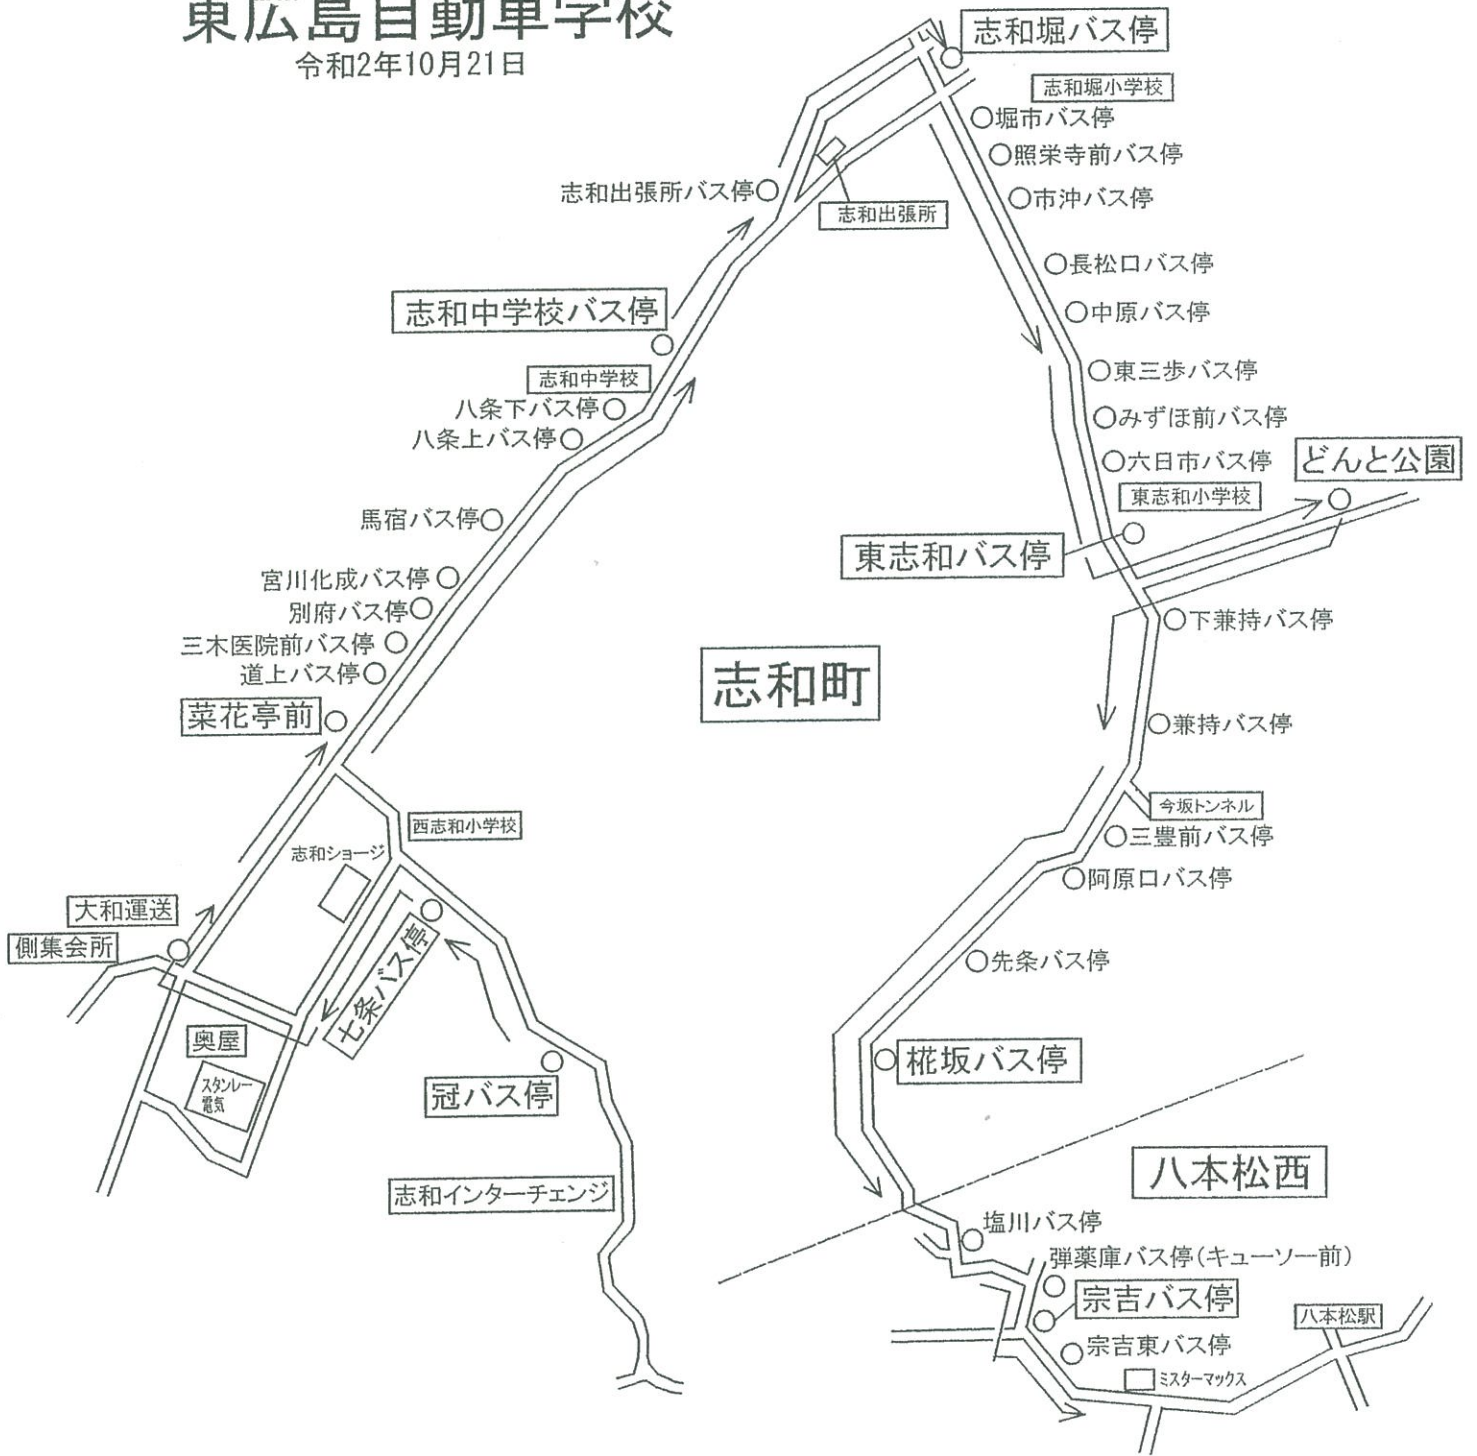 東広島自動車学校
令和2年10月21日
志和堀バス停
志和堀小学校
堀市バス停
照栄寺前バス停
志和出張所バス停
市沖バス停
志和出張所
長松口バス停
志和中学校バス停
中原バス停
東三歩バス停
志和中学校
八条下バス停
みずほ前バス停
八条上バス停
六日市バス停
どんと公園
東志和小学校
馬宿バス停
東志和バス停
宮川化成バス停
別府バス停
下兼持バス停
三木医院前バス停
道上バス停
志和町
菜花亭前
兼持バス停
今坂トンネル
西志和小学校
三豊前バス停
志和ショージ
阿原口バス停
大和運送
側集会所
先条バス停
七条バス停
奥屋
椛坂バス停
スタンレー
電気
冠バス停
八本松西
志和インターチェンジ
塩川バス停
弾薬庫バス停(キューソー前)
宗吉バス停
八本松駅
宗吉東バス停
ミスターマックス